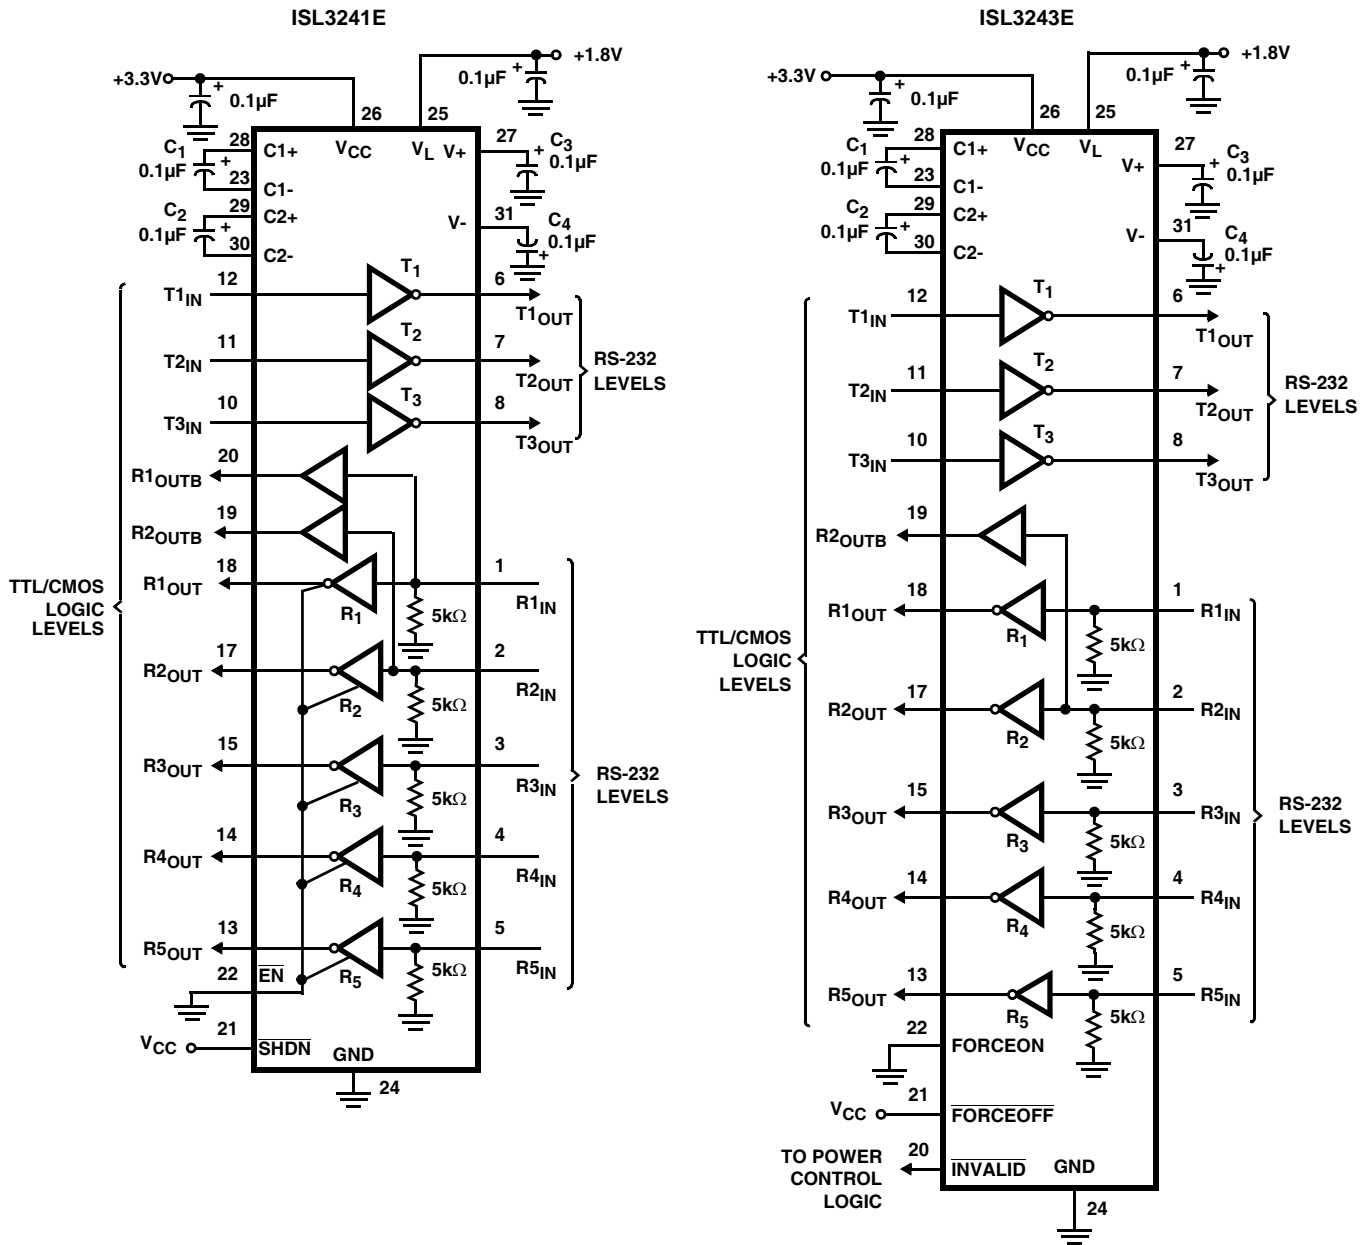 ISL3241E
+3.3V
+
0.1µF
0.1µF
+
+1.8V
26
25
28
C1
0.1µF
+
23
C1+
C1-
VCC
VL
V+
27
+
C3
0.1µF
29
C2
0.1µF
+
30
C2+
C2-
V-
31
C4
0.1µF
+
T1IN
12
T1
6
T1OUT
T2IN
11
T2
7
T2OUT
RS-232
LEVELS
T3IN
10
T3
8
T3OUT
R1OUTB
20
R2OUTB
19
TTL/CMOS
LOGIC
LEVELS
R1OUT
18
R1
5kΩ
1
R1IN
R2OUT
17
R2
5kΩ
2
R2IN
R3OUT
15
R3
5kΩ
3
R3IN
RS-232
LEVELS
R4OUT
14
R4
5kΩ
4
R4IN
R5OUT
13
R5
5kΩ
5
R5IN
22
EN
VCC
21
SHDN
GND
24
ISL3243E
+3.3V
+
0.1µF
0.1µF
+
+1.8V
26
25
28
C1
0.1µF
+
23
C1+
C1-
VCC
VL
V+
27
+
C3
0.1µF
29
C2
0.1µF
+
30
C2+
C2-
V-
31
C4
0.1µF
+
T1IN
12
T1
6
T1OUT
T2IN
11
T2
7
T2OUT
RS-232
LEVELS
T3IN
10
T3
8
T3OUT
R2OUTB
19
TTL/CMOS
LOGIC
LEVELS
R1OUT
18
R1
5kΩ
1
R1IN
R2OUT
17
R2
5kΩ
2
R2IN
R3OUT
15
R3
5kΩ
3
R3IN
RS-232
LEVELS
R4OUT
14
R4
5kΩ
4
R4IN
R5OUT
13
R5
5kΩ
5
R5IN
22
FORCEON
VCC
21
FORCEOFF
TO POWER
CONTROL
LOGIC
20
INVALID
GND
24